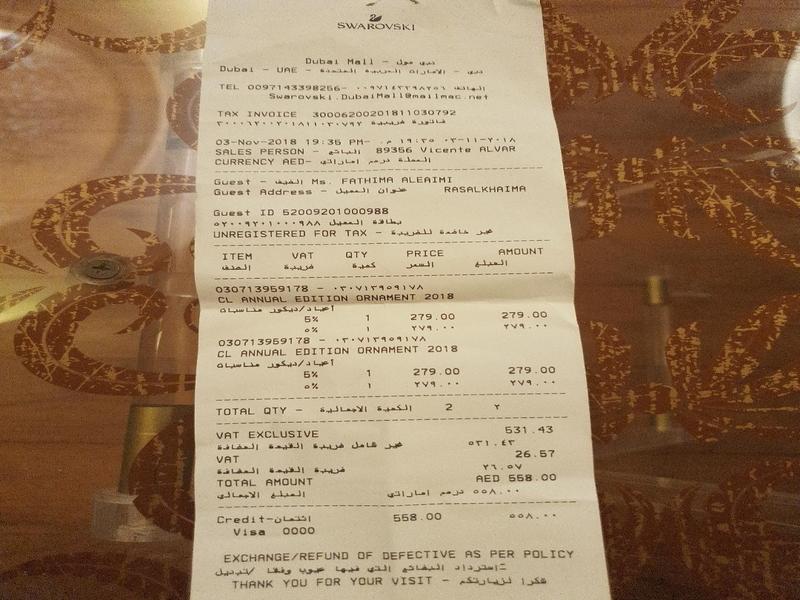 SWAROVSKI
Dubai Mall - دبي مول
Dubai - UAE - دبي - الامارات العربية المتحدة
TEL 0097143398256- الهاتف ٠٠٩٧١٤٣٣٩٨٢٥٦
Swarovski.DubaiMall@mailmac.net
TAX INVOICE 30006200201811030792
فاتورة ضريبية ٣٠٠٠٦٢٠٠٢٠١٨١١٠٣٠٧٩٢
03-Nov-2018 19:35 PM- ٠٣-١١-٢٠١٨ ١٩:٣٥ م.
SALES PERSON - البائع 89356 Vicente ALVAR
CURRENCY AED- العملة درهم اماراتي
Guest - الضيف Ms. FATHIMA ALEAIMI
Guest Address - عنوان العميل RASALKHAIMA
Guest ID 52009201000988
بطاقة العميل ٥٢٠٠٩٢٠١٠٠٠٩٨٨
UNREGISTERED FOR TAX - غير خاضعة للضريبة
ITEM VAT QTY PRICE AMOUNT
الصنف ضريبة كمية السعر المبلغ
030713959178 - ٠٣٠٧١٣٩٥٩١٧٨
CL ANNUAL EDITION ORNAMENT 2018
أعياد/ديكور مناسبات
5% 1 279.00 279.00
٥% ١ ٢٧٩.٠٠ ٢٧٩.٠٠
030713959178 - ٠٣٠٧١٣٩٥٩١٧٨
CL ANNUAL EDITION ORNAMENT 2018
أعياد/ديكور مناسبات
5% 1 279.00 279.00
٥% ١ ٢٧٩.٠٠ ٢٧٩.٠٠
TOTAL QTY - الكمية الاجمالية 2 ٢
VAT EXCLUSIVE 531.43
غير شامل ضريبة القيمة المضافة ٥٣١.٤٣
VAT 26.57
ضريبة القيمة المضافة ٢٦.٥٧
TOTAL AMOUNT AED 558.00
المبلغ الاجمالي ٥٥٨.٠٠ درهم اماراتي
Credit-ائتمان 558.00 ٥٥٨.٠٠
Visa 0000
EXCHANGE/REFUND OF DEFECTIVE AS PER POLICY
إسترداد البضائع التي فيها عيوب وفقا /تبديل
THANK YOU FOR YOUR VISIT - شكرا لزيارتكم